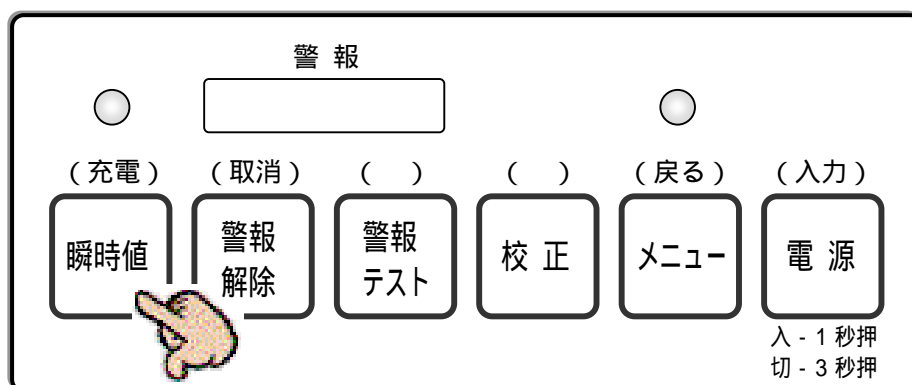 警 報
(充電) (取消) ( ) ( ) (戻る) (入力)
瞬時値 警報解除 警報テスト 校 正 メニュー 電 源
入 - 1 秒押
切 - 3 秒押